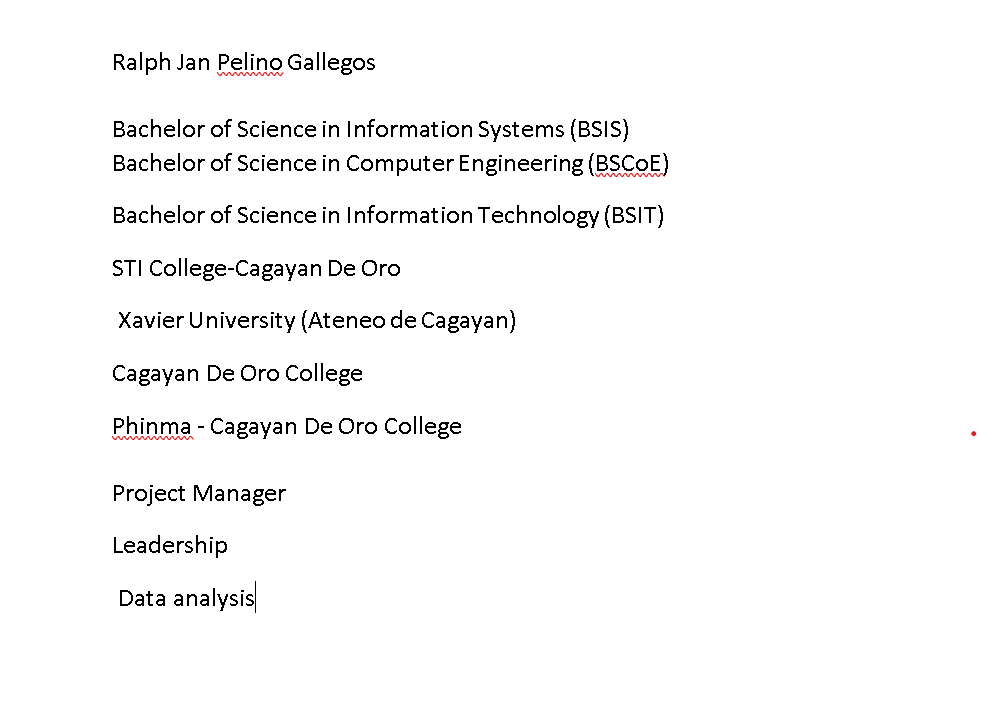 Ralph Jan Pelino Gallegos
Bachelor of Science in Information Systems (BSIS)
Bachelor of Science in Computer Engineering (BSCoE)
Bachelor of Science in Information Technology (BSIT)
STI College-Cagayan De Oro
Xavier University (Ateneo de Cagayan)
Cagayan De Oro College
Phinma - Cagayan De Oro College
Project Manager
Leadership
Data analysis